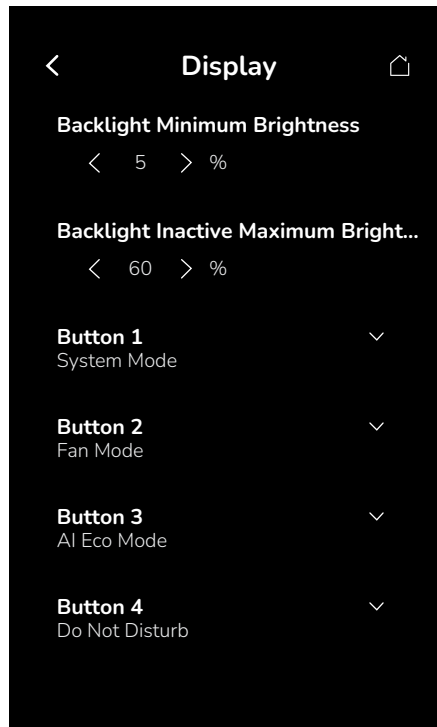 Display
Backlight Minimum Brightness
5 %
Backlight Inactive Maximum Bright...
60 %
Button 1
System Mode
Button 2
Fan Mode
Button 3
AI Eco Mode
Button 4
Do Not Disturb